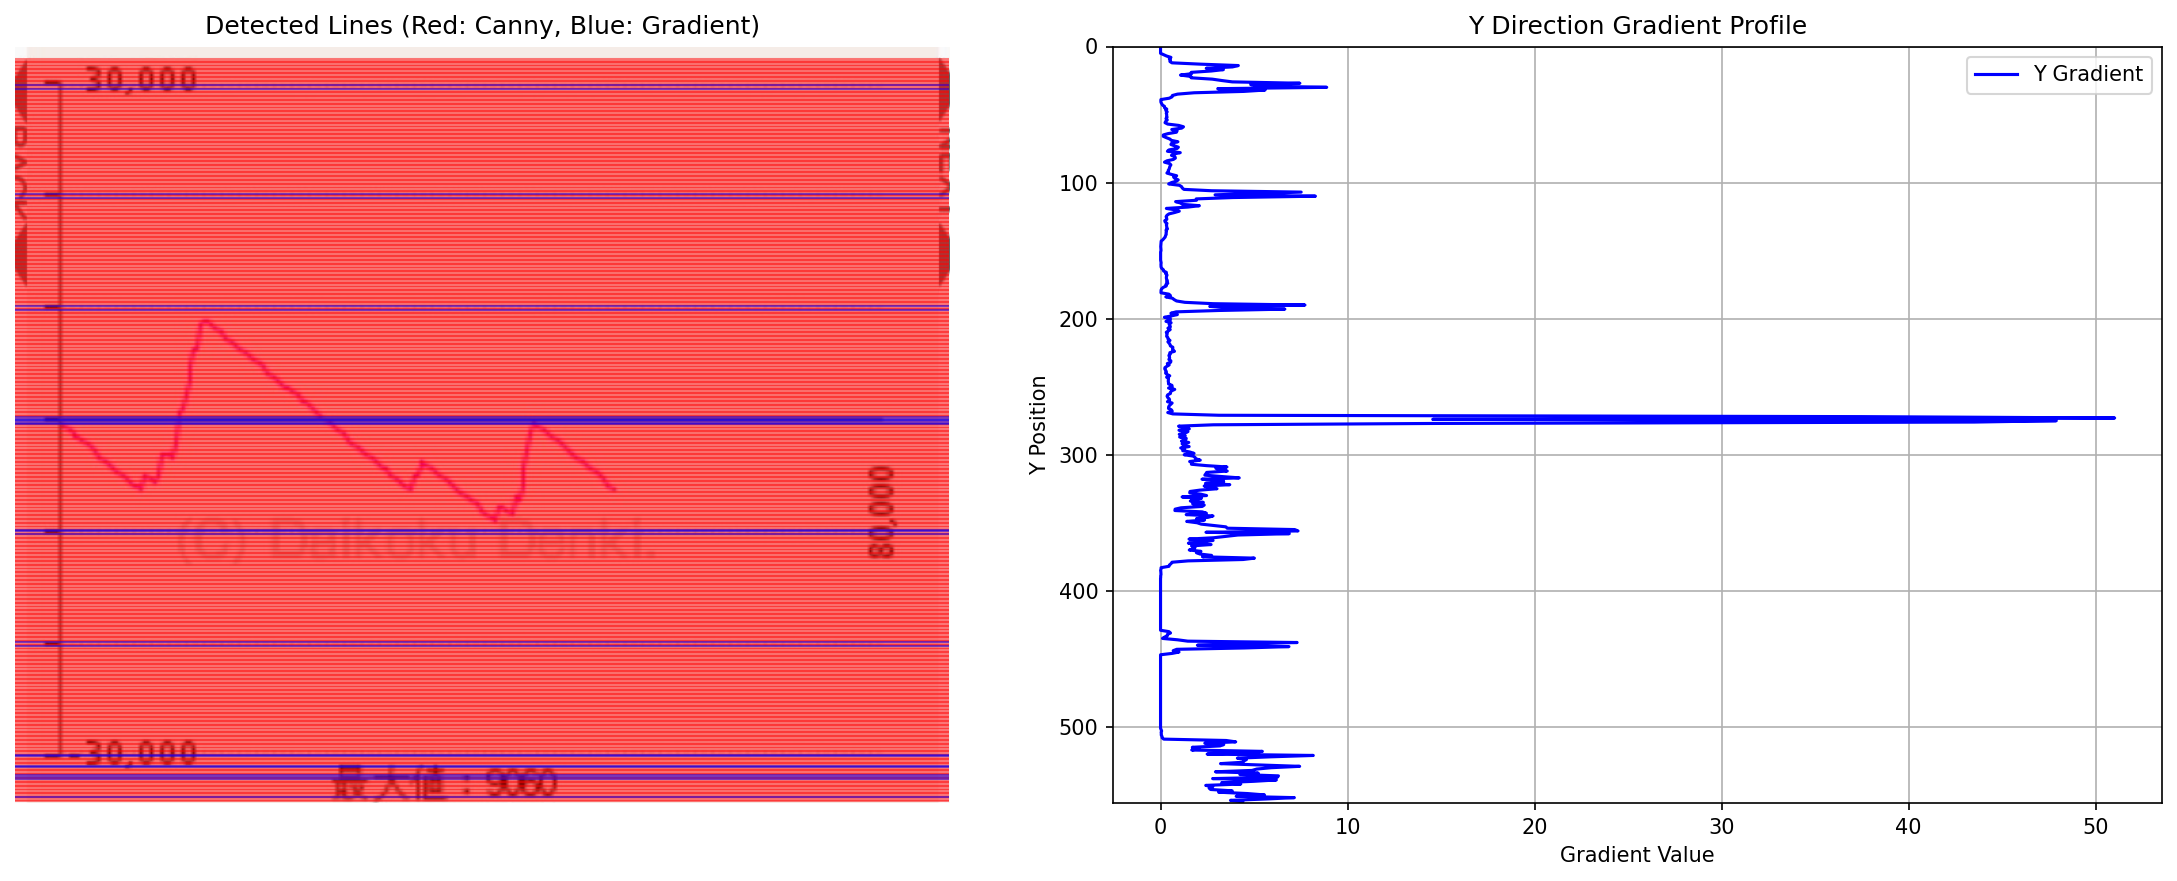 Detected Lines (Red: Canny, Blue: Gradient)
30,000
80,000
(C) Daikoku Denki.
-30,000
最大値：9060
Y Direction Gradient Profile
Y Gradient
0
100
200
300
400
500
Y Position
0
10
20
30
40
50
Gradient Value